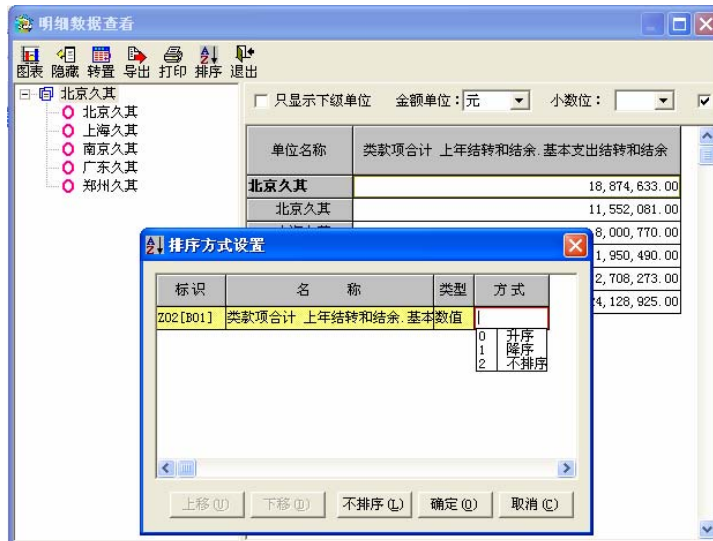 明细数据查看
图表 隐藏 转置 导出 打印 排序 退出
北京久其
北京久其
上海久其
南京久其
广东久其
郑州久其
只显示下级单位 金额单位：元 小数位：
单位名称 类款项合计 上年结转和结余.基本支出结转和结余
北京久其 18,874,633.00
北京久其 11,552,081.00
8,000,770.00
1,950,490.00
2,708,273.00
24,128,925.00
排序方式设置
标识 名 称 类型 方式
Z02[B01] 类款项合计 上年结转和结余.基本 数值
0 升序
1 降序
2 不排序
上移(U) 下移(D) 不排序(L) 确定(O) 取消(C)